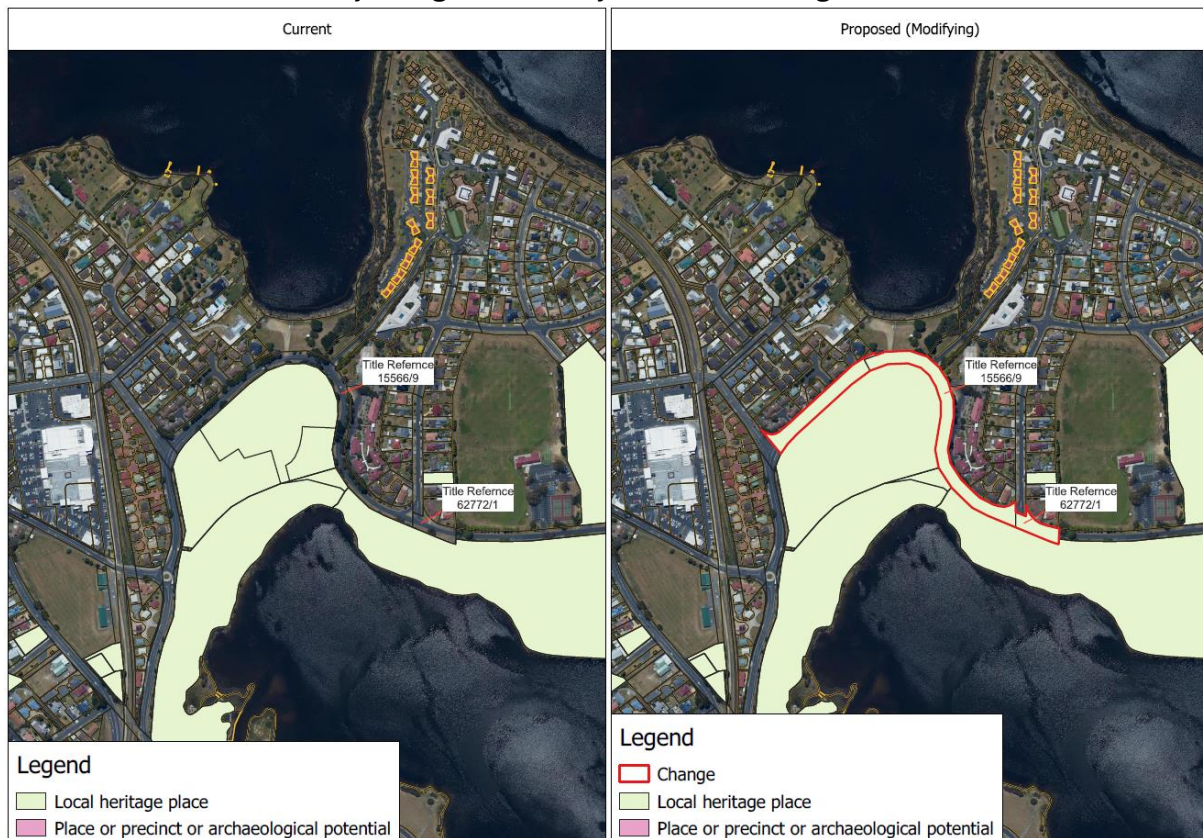 Current
Proposed (Modifying)
Title Refernce
15566/9
Title Refernce
62772/1
Title Refernce
15566/9
Title Refernce
62772/1
Legend
Local heritage place
Place or precinct or archaeological potential
Legend
Change
Local heritage place
Place or precinct or archaeological potential